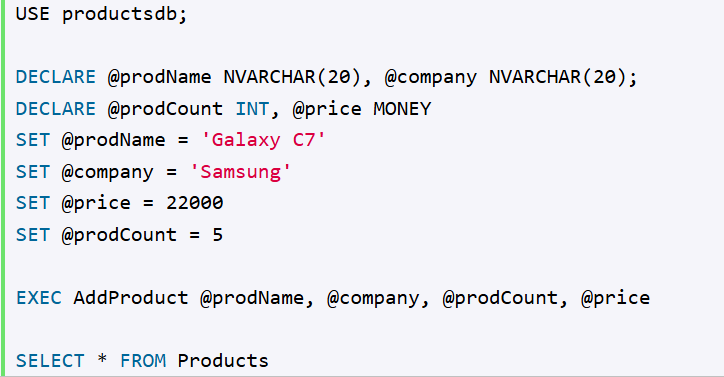 USE productsdb;
DECLARE @prodName NVARCHAR(20), @company NVARCHAR(20);
DECLARE @prodCount INT, @price MONEY
SET @prodName = 'Galaxy C7'
SET @company = 'Samsung'
SET @price = 22000
SET @prodCount = 5
EXEC AddProduct @prodName, @company, @prodCount, @price
SELECT * FROM Products